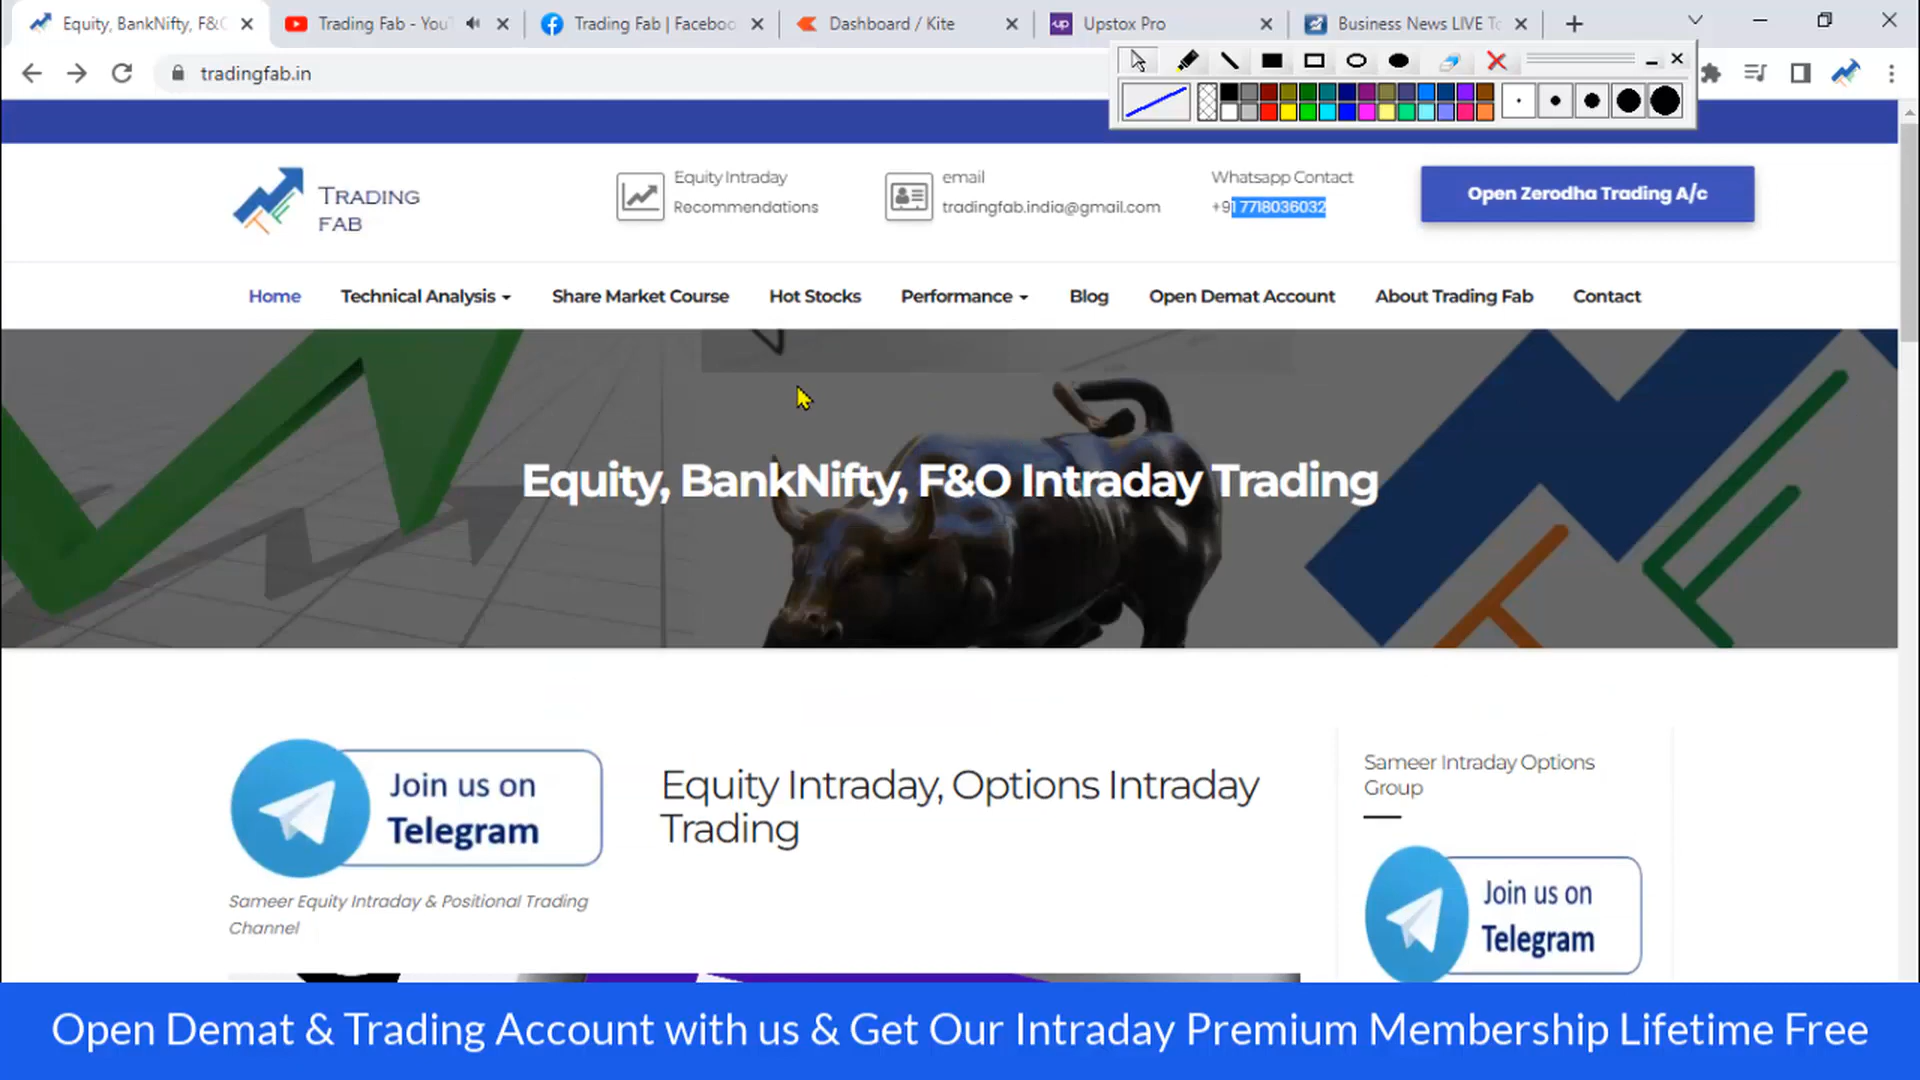 Equity, BankNifty, F&O
Trading Fab - YouT
Trading Fab | Faceboo
Dashboard / Kite
Upstox Pro
Business News LIVE To
tradingfab.in
TRADING
FAB
Equity Intraday
Recommendations
email
tradingfab.india@gmail.com
Whatsapp Contact
+917718036032
Open Zerodha Trading A/c
Home
Technical Analysis
Share Market Course
Hot Stocks
Performance
Blog
Open Demat Account
About Trading Fab
Contact
Equity, BankNifty, F&O Intraday Trading
Join us on
Telegram
Sameer Equity Intraday & Positional Trading
Channel
Equity Intraday, Options Intraday
Trading
Sameer Intraday Options
Group
Join us on
Telegram
Open Demat & Trading Account with us & Get Our Intraday Premium Membership Lifetime Free